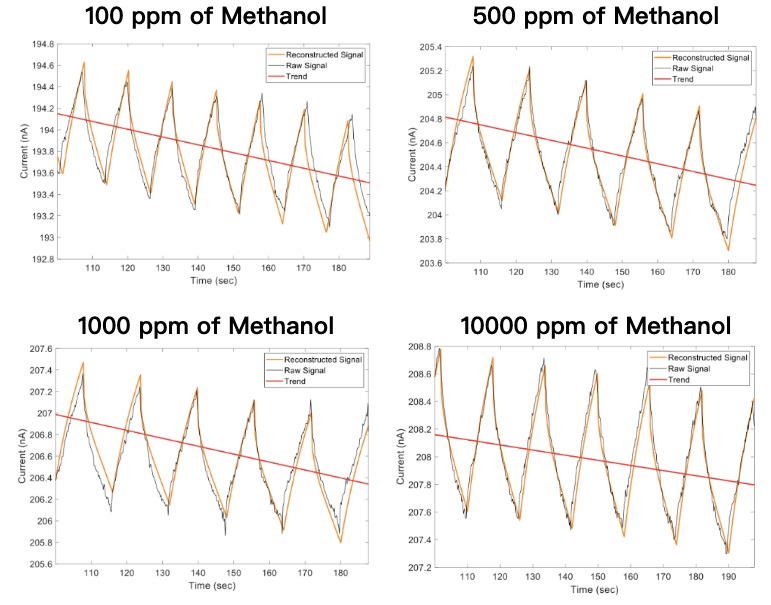 100 ppm of Methanol
194.8
194.6
194.4
194.2
194
193.8
193.6
193.4
193.2
193
192.8
Current (nA)
110 120 130 140 150 160 170 180
Time (sec)
Reconstructed Signal
Raw Signal
Trend
500 ppm of Methanol
205.4
205.2
205
204.8
204.6
204.4
204.2
204
203.8
203.6
Current (nA)
110 120 130 140 150 160 170 180
Time (sec)
Reconstructed Signal
Raw Signal
Trend
1000 ppm of Methanol
207.6
207.4
207.2
207
206.8
206.6
206.4
206.2
206
205.8
205.6
Current (nA)
110 120 130 140 150 160 170 180
Time (sec)
Reconstructed Signal
Raw Signal
Trend
10000 ppm of Methanol
208.8
208.6
208.4
208.2
208
207.8
207.6
207.4
207.2
Current (nA)
110 120 130 140 150 160 170 180 190
Time (sec)
Reconstructed Signal
Raw Signal
Trend